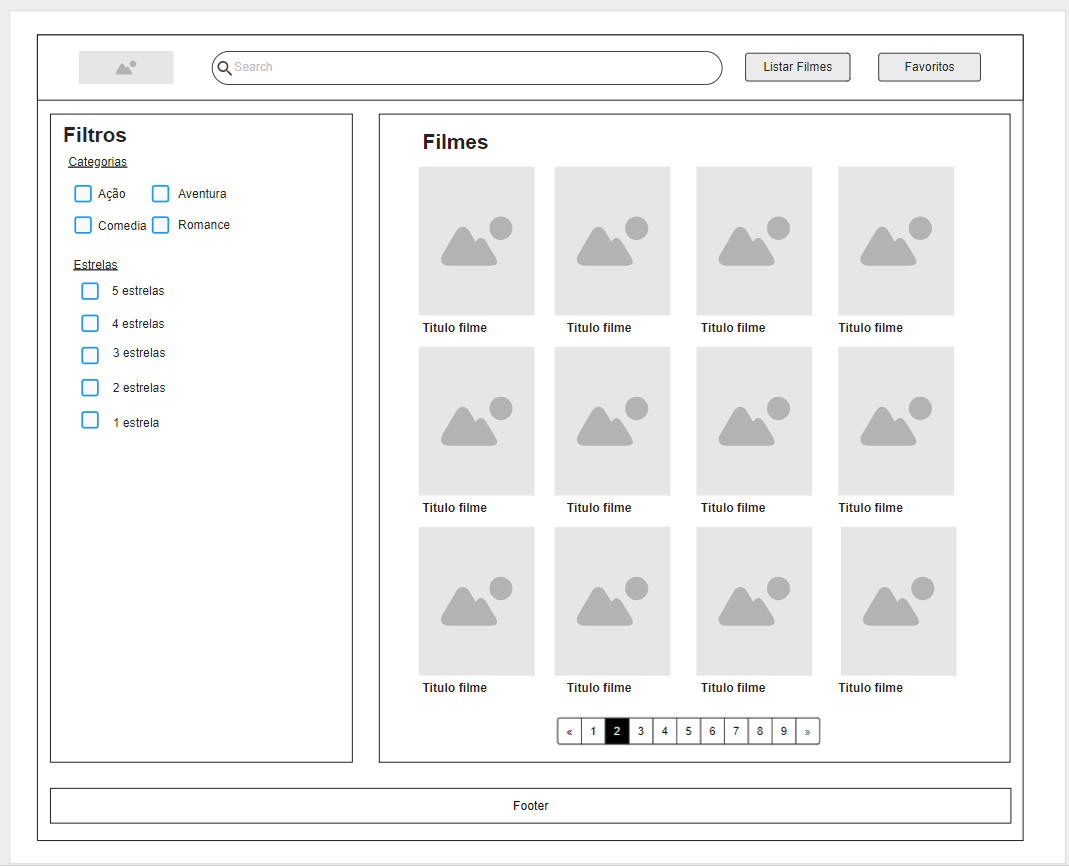 Search
Listar Filmes
Favoritos
Filtros
Categorias
Ação
Aventura
Comedia
Romance
Estrelas
5 estrelas
4 estrelas
3 estrelas
2 estrelas
1 estrela
Filmes
Titulo filme Titulo filme Titulo filme Titulo filme
Titulo filme Titulo filme Titulo filme Titulo filme
Titulo filme Titulo filme Titulo filme Titulo filme
« 1 2 3 4 5 6 7 8 9 »
Footer